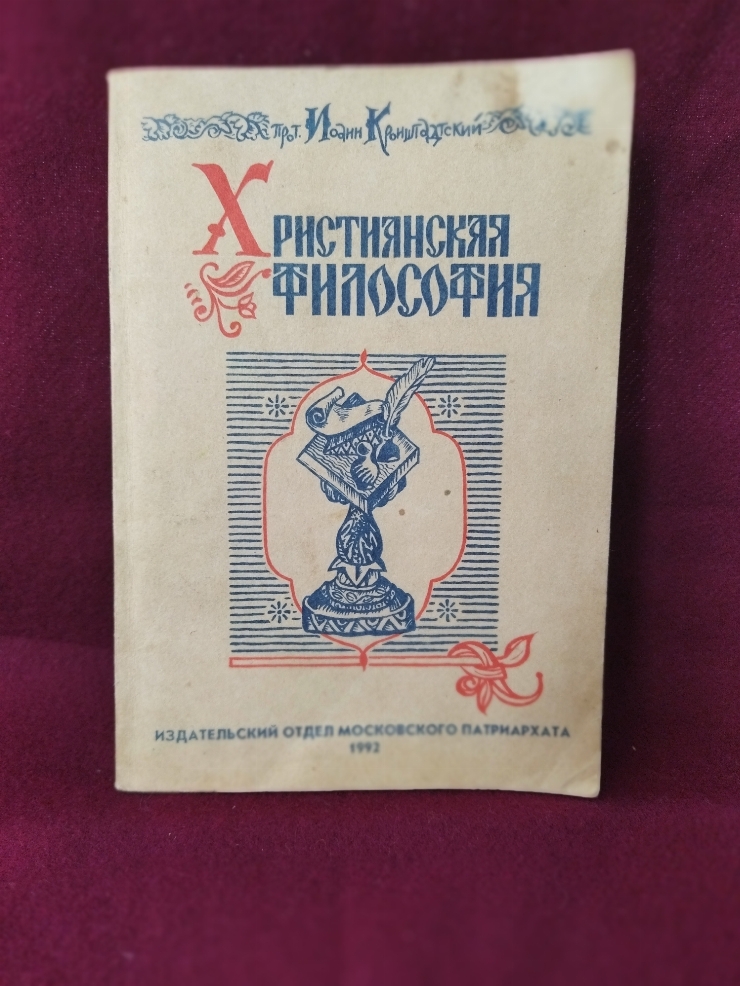 прот. Иоанн Кронштадтский
Христианская
философия
ИЗДАТЕЛЬСКИЙ ОТДЕЛ МОСКОВСКОГО ПАТРИАРХАТА
1992